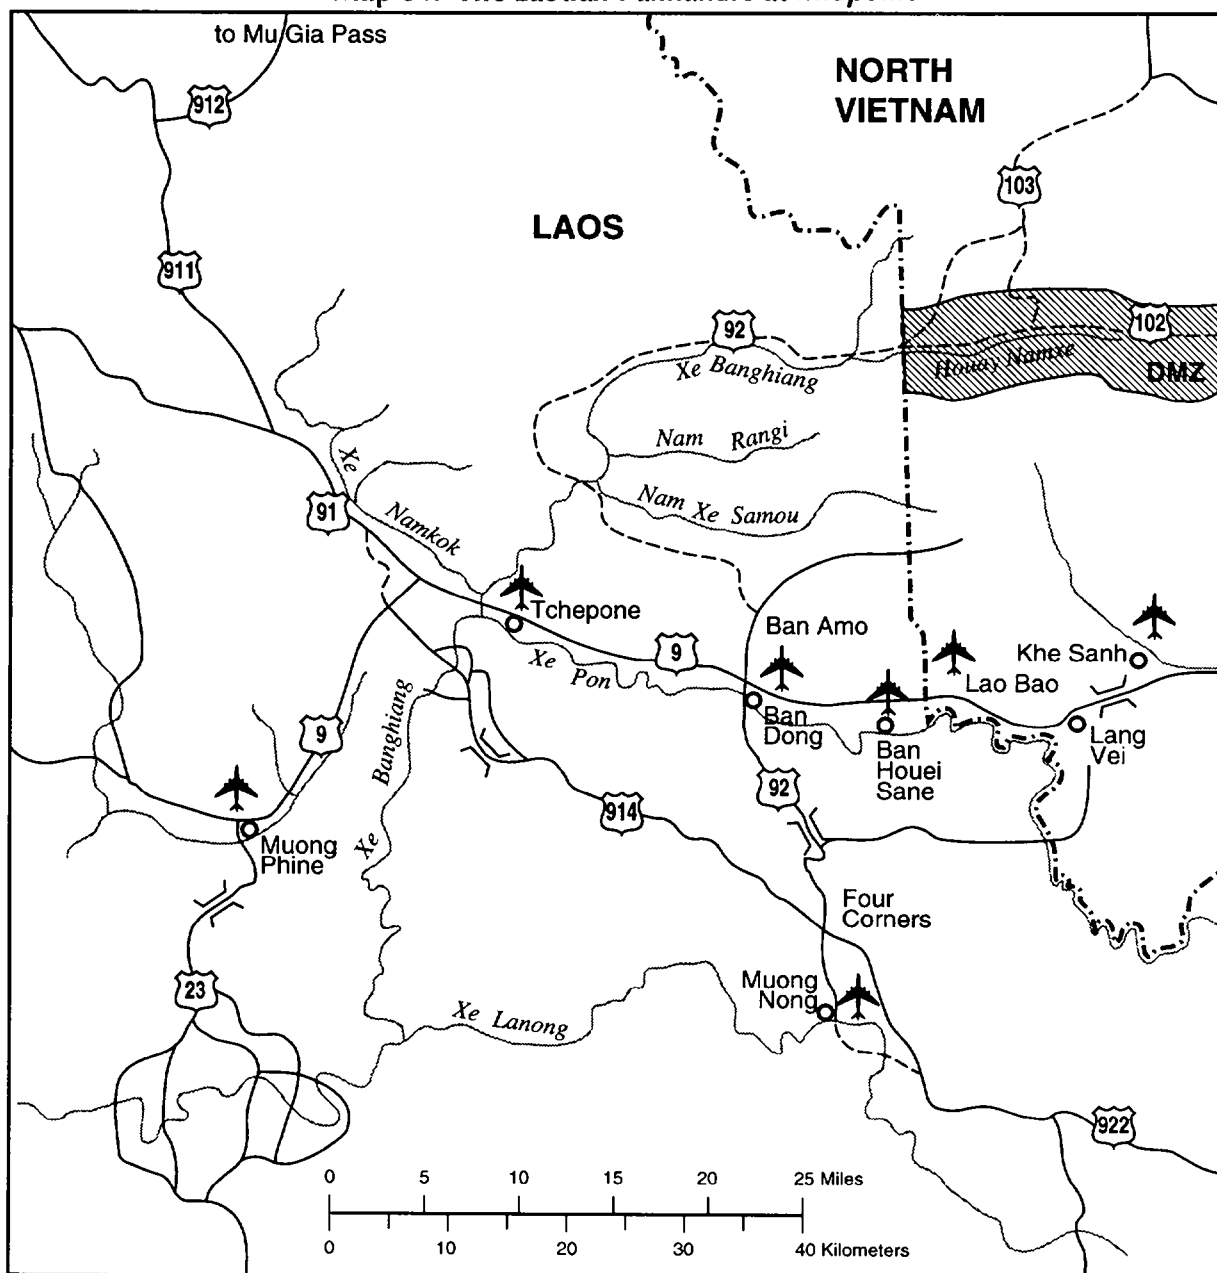 to Mu Gia Pass
NORTH
VIETNAM
912
103
LAOS
911
92
102
Xe Banghiang
Houay Namxe
DMZ
Nam Rangi
Xe
Namkok
91
Nam Xe Samou
Tchepone
Ban Amo
Khe Sanh
9
Xe Pon
Lao Bao
Ban
Dong
Ban
Houei
Sane
Lang
Vei
Xe Banghiang
9
92
914
Muong
Phine
Four
Corners
23
Muong
Nong
Xe Lanong
922
0 5 10 15 20 25 Miles
0 10 20 30 40 Kilometers